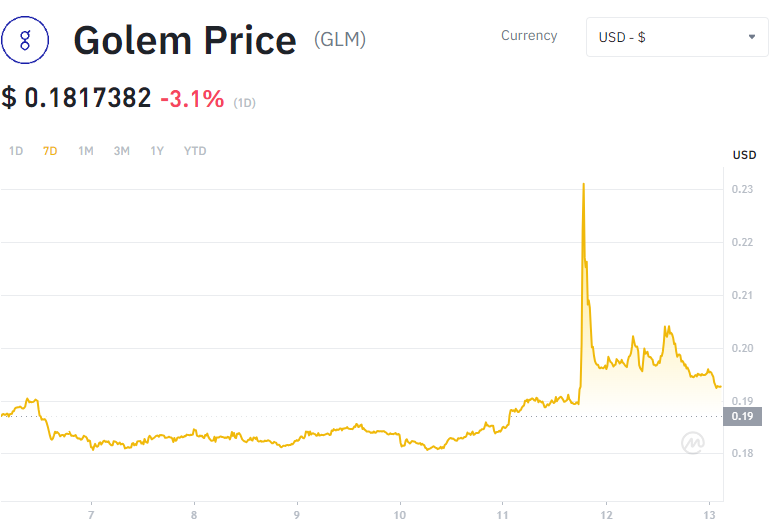 Golem Price (GLM)
Currency USD - $
$ 0.1817382 -3.1% (1D)
1D 7D 1M 3M 1Y YTD
USD
0.23
0.22
0.21
0.20
0.19
0.19
0.18
7 8 9 10 11 12 13